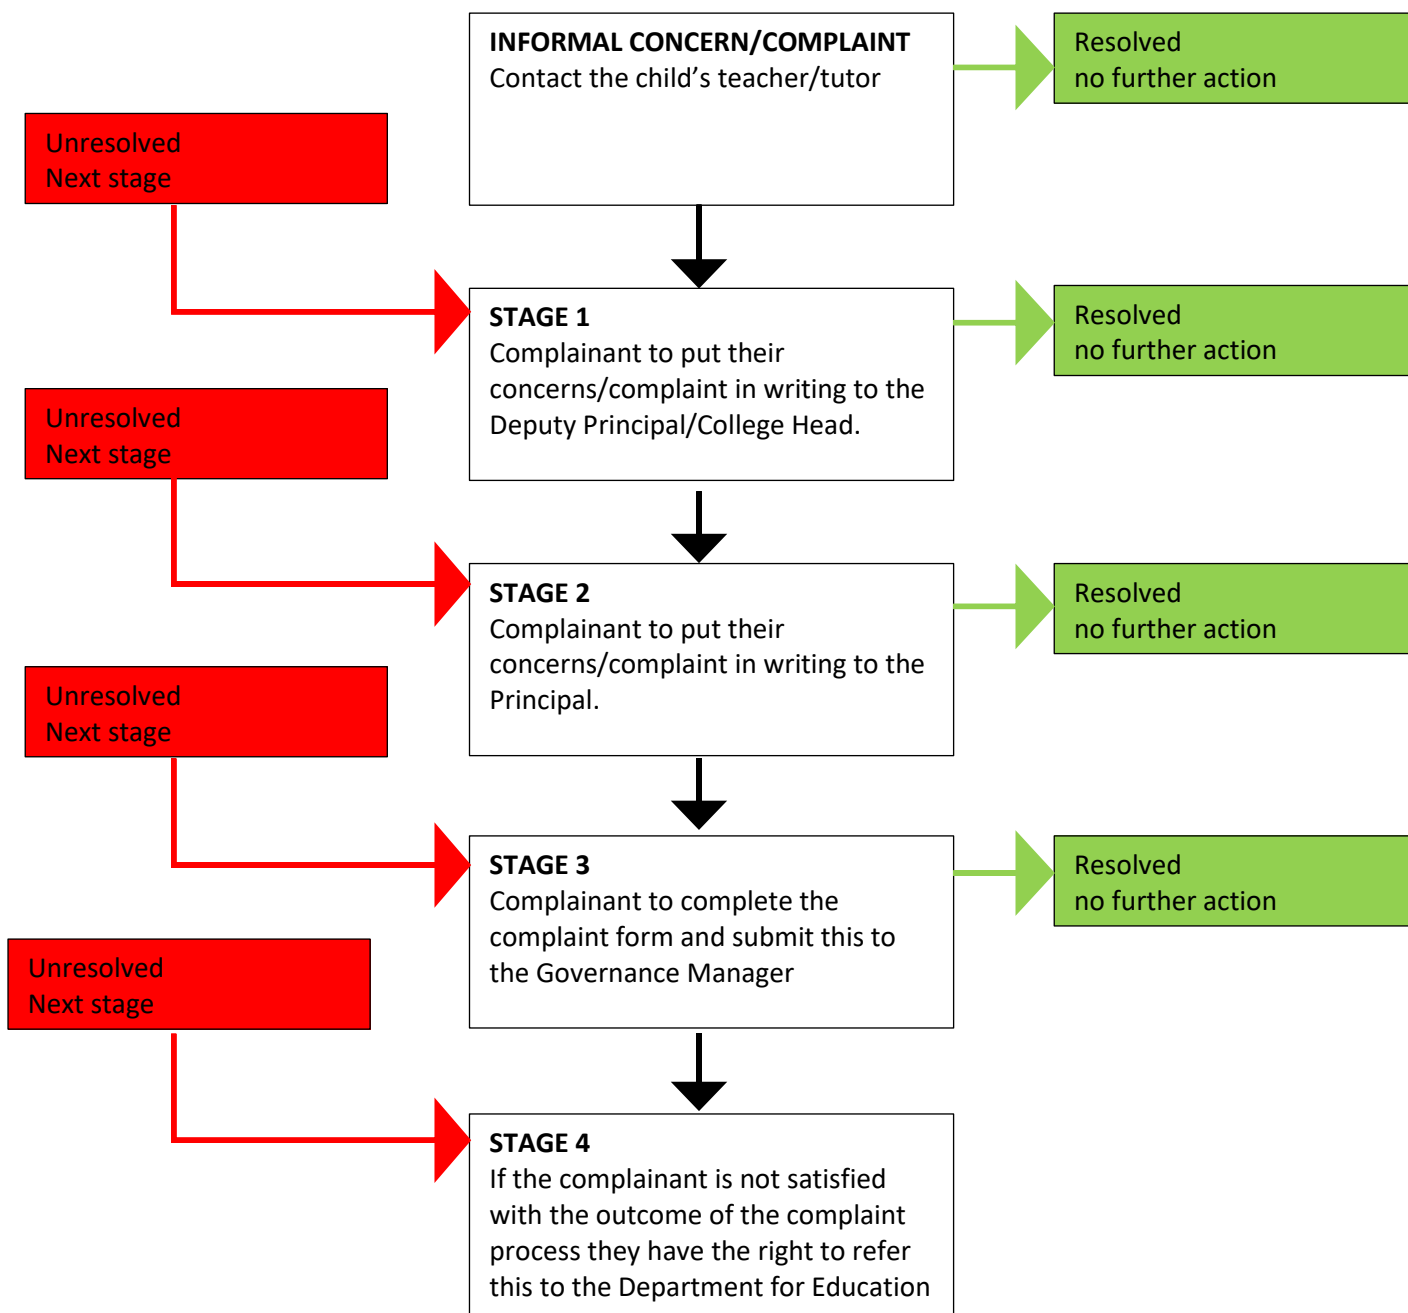 INFORMAL CONCERN/COMPLAINT
Contact the child's teacher/tutor
Resolved
no further action
Unresolved
Next stage
STAGE 1
Complainant to put their
concerns/complaint in writing to the
Deputy Principal/College Head.
Resolved
no further action
Unresolved
Next stage
STAGE 2
Complainant to put their
concerns/complaint in writing to the
Principal.
Resolved
no further action
Unresolved
Next stage
STAGE 3
Complainant to complete the
complaint form and submit this to
the Governance Manager
Resolved
no further action
Unresolved
Next stage
STAGE 4
If the complainant is not satisfied
with the outcome of the complaint
process they have the right to refer
this to the Department for Education